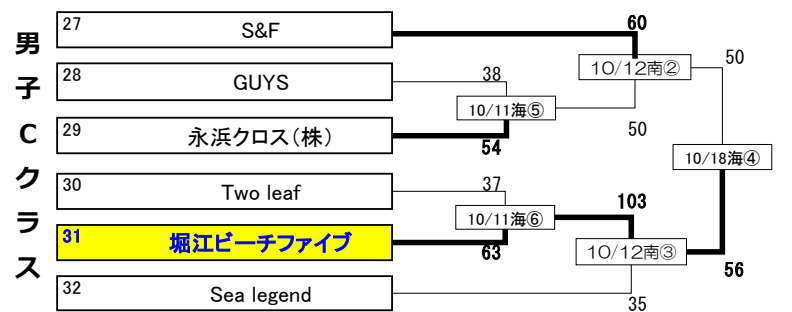 男子Cクラス
27 S&F
60
10/12南②
50
28 GUYS
38
10/11海⑤
29 永浜クロス（株）
54
50
10/18海④
30 Two leaf
37
10/11海⑥
103
31 堀江ビーチファイブ
63
10/12南③
56
32 Sea legend
35